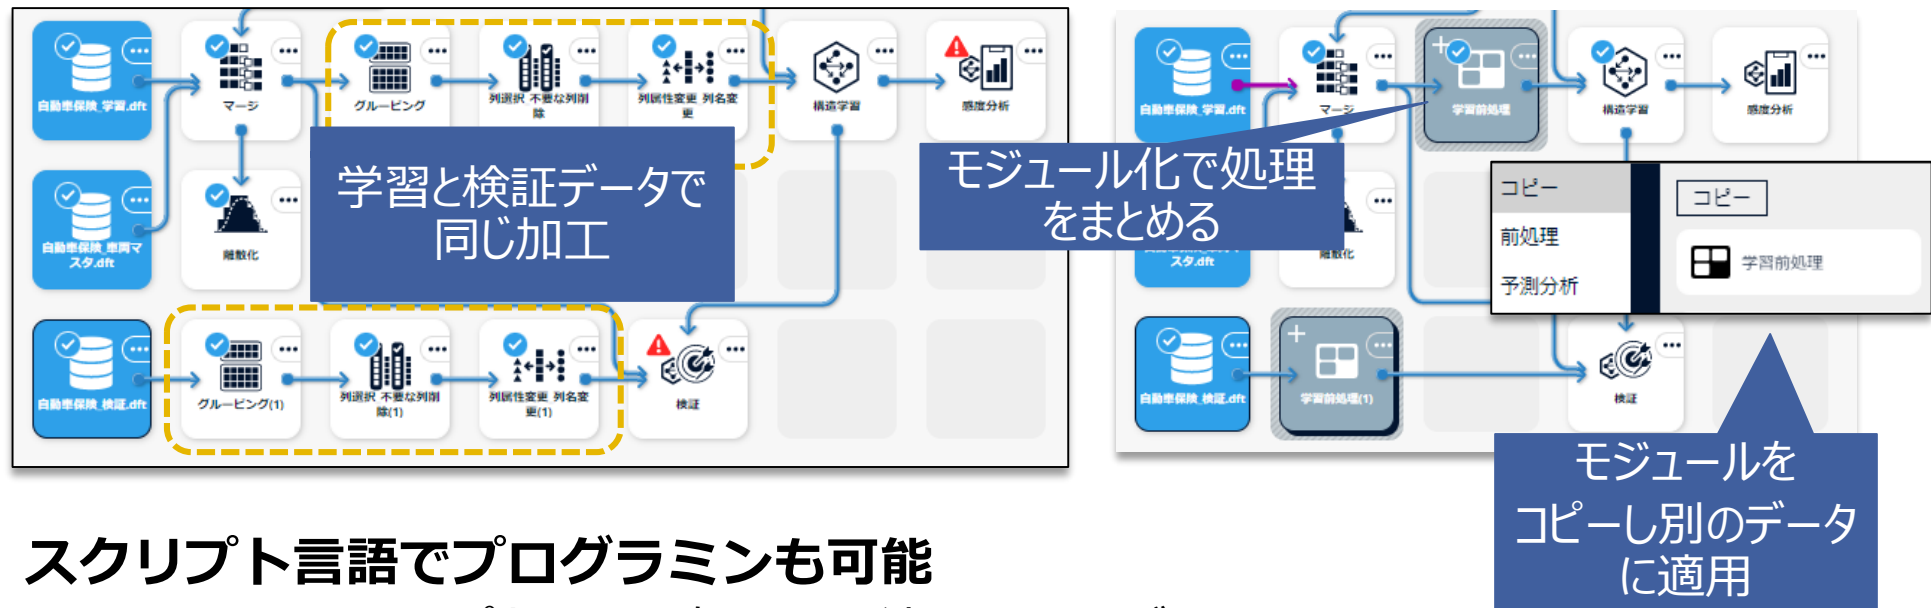 自動車保険_学習.dft
マージ
グルーピング
列選択 不要な列削
除
列属性変更 列名変
更
構造学習
感度分析
学習と検証データで
同じ加工
自動車保険_車両マ
スタ.dft
離散化
自動車保険_検証.dft
グルーピング(1)
列選択 不要な列削
除(1)
列属性変更 列名変
更(1)
検証
自動車保険_学習.dft
マージ
学習前処理
構造学習
感度分析
モジュール化で処理
をまとめる
スタ.dft
離散化
コピー
前処理
予測分析
コピー
学習前処理
自動車保険_検証.dft
学習前処理(1)
検証
モジュールを
コピーし別のデータ
に適用
スクリプト言語でプログラミンも可能